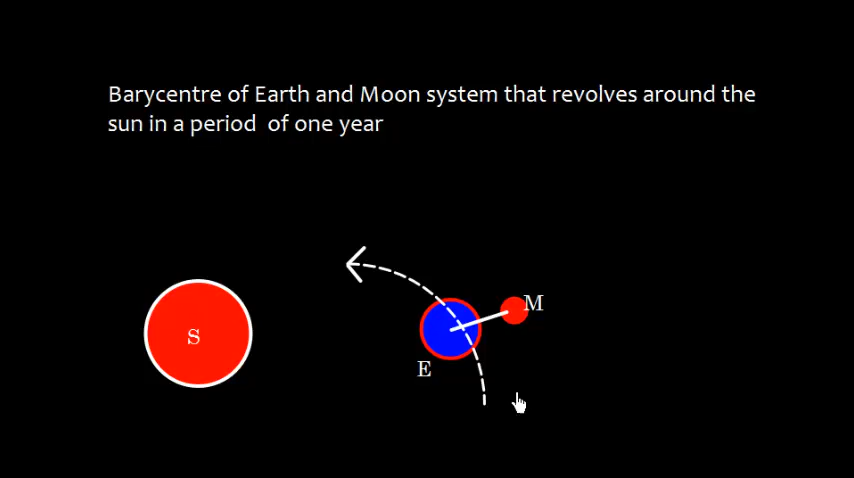 Barycentre of Earth and Moon system that revolves around the
sun in a period of one year
M
S
E